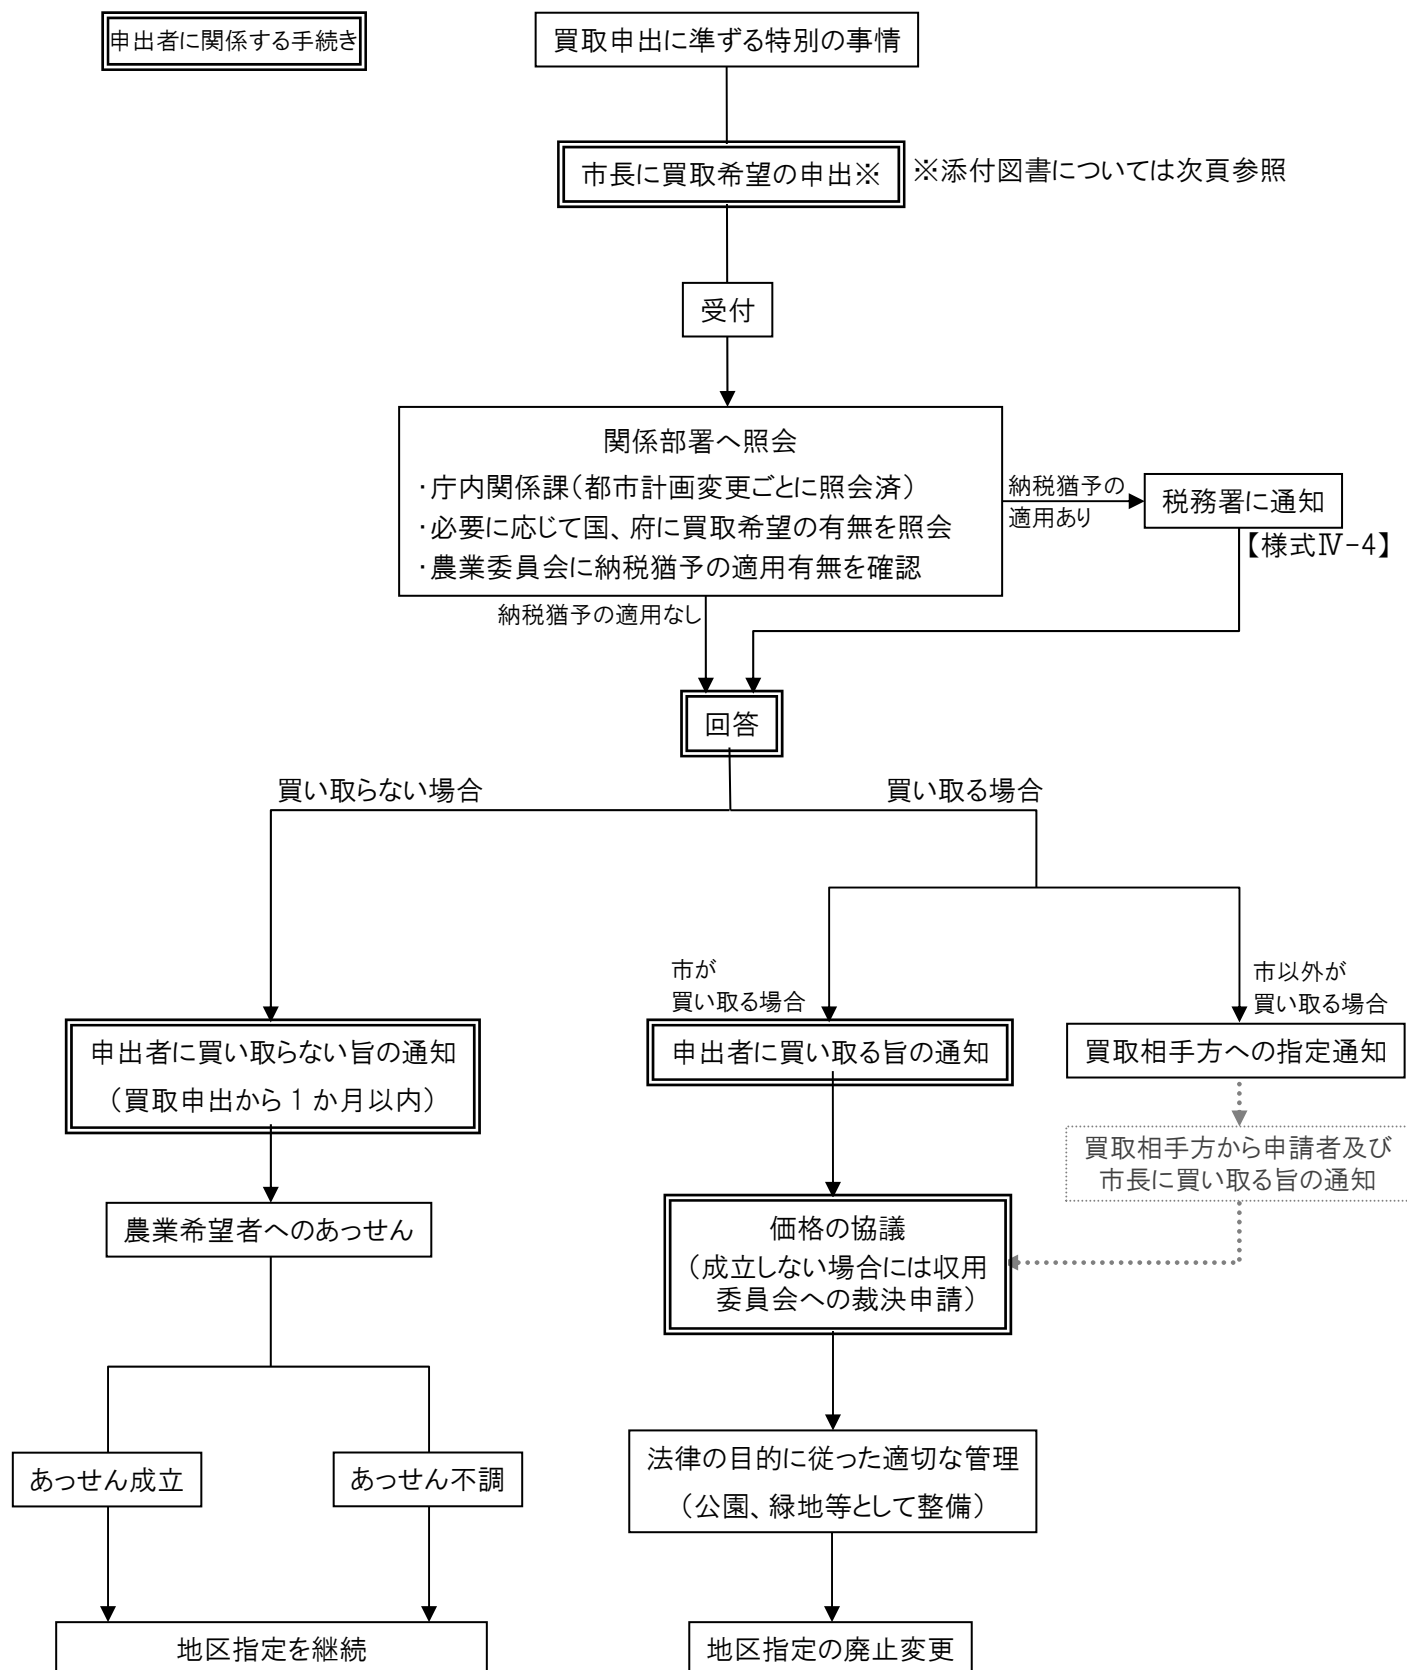 申出者に関係する手続き
買取申出に準ずる特別の事情
市長に買取希望の申出※
※添付図書については次頁参照
受付
関係部署へ照会
・庁内関係課(都市計画変更ごとに照会済)
・必要に応じて国、府に買取希望の有無を照会
・農業委員会に納税猶予の適用有無を確認
納税猶予の
適用あり
税務署に通知
【様式Ⅳ-4】
納税猶予の適用なし
回答
買い取らない場合
買い取る場合
市が
買い取る場合
市以外が
買い取る場合
申出者に買い取らない旨の通知
(買取申出から1か月以内)
申出者に買い取る旨の通知
買取相手方への指定通知
買取相手方から申請者及び
市長に買い取る旨の通知
農業希望者へのあっせん
価格の協議
(成立しない場合には収用
委員会への裁決申請)
あっせん成立
あっせん不調
法律の目的に従った適切な管理
(公園、緑地等として整備)
地区指定を継続
地区指定の廃止変更